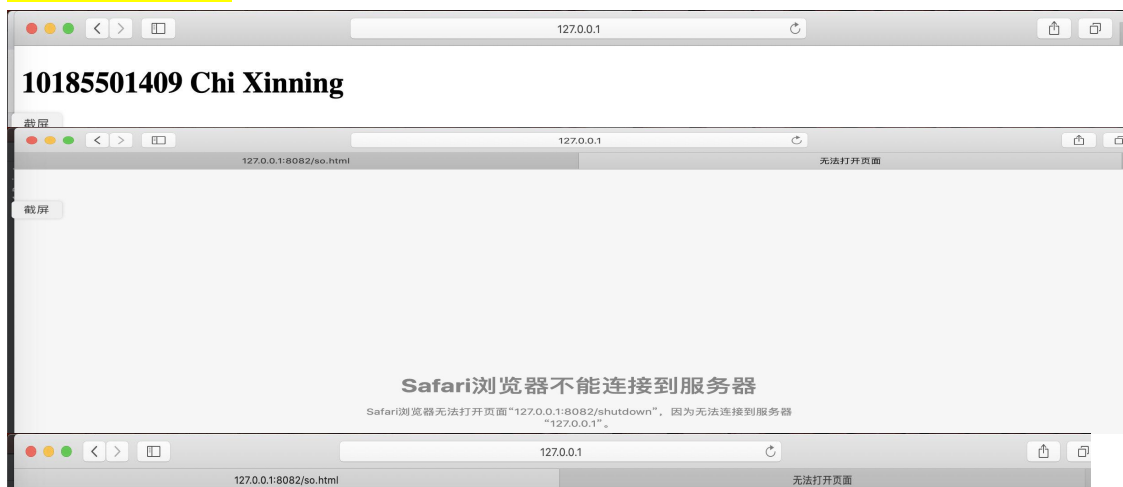 127.0.0.1
10185501409 Chi Xinning
截屏
127.0.0.1
127.0.0.1:8082/so.html 无法打开页面
截屏
Safari浏览器不能连接到服务器
Safari浏览器无法打开页面“127.0.0.1:8082/shutdown”，因为无法连接到服务器
“127.0.0.1”。
127.0.0.1
127.0.0.1:8082/so.html 无法打开页面